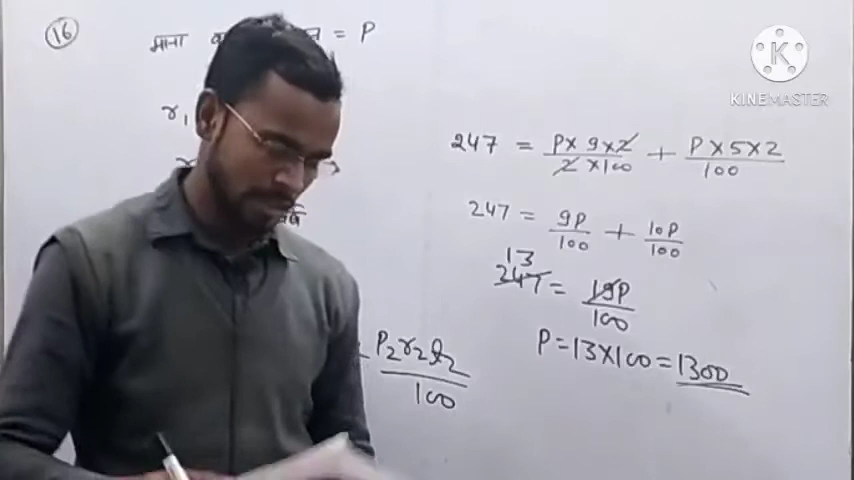 16
माना = P
r₁
247 = P×9×2/2×100 + P×5×2/100
247 = 9P/100 + 10P/100
13
247 = 19P/100
P=13×100=1300
P₂r₂t₂/100
KINEMASTER